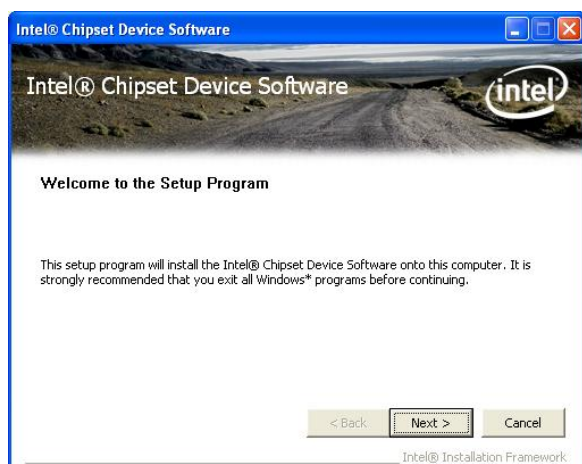 Intel® Chipset Device Software
Intel® Chipset Device Software
intel
Welcome to the Setup Program
This setup program will install the Intel® Chipset Device Software onto this computer. It is
strongly recommended that you exit all Windows* programs before continuing.
< Back
Next >
Cancel
Intel® Installation Framework